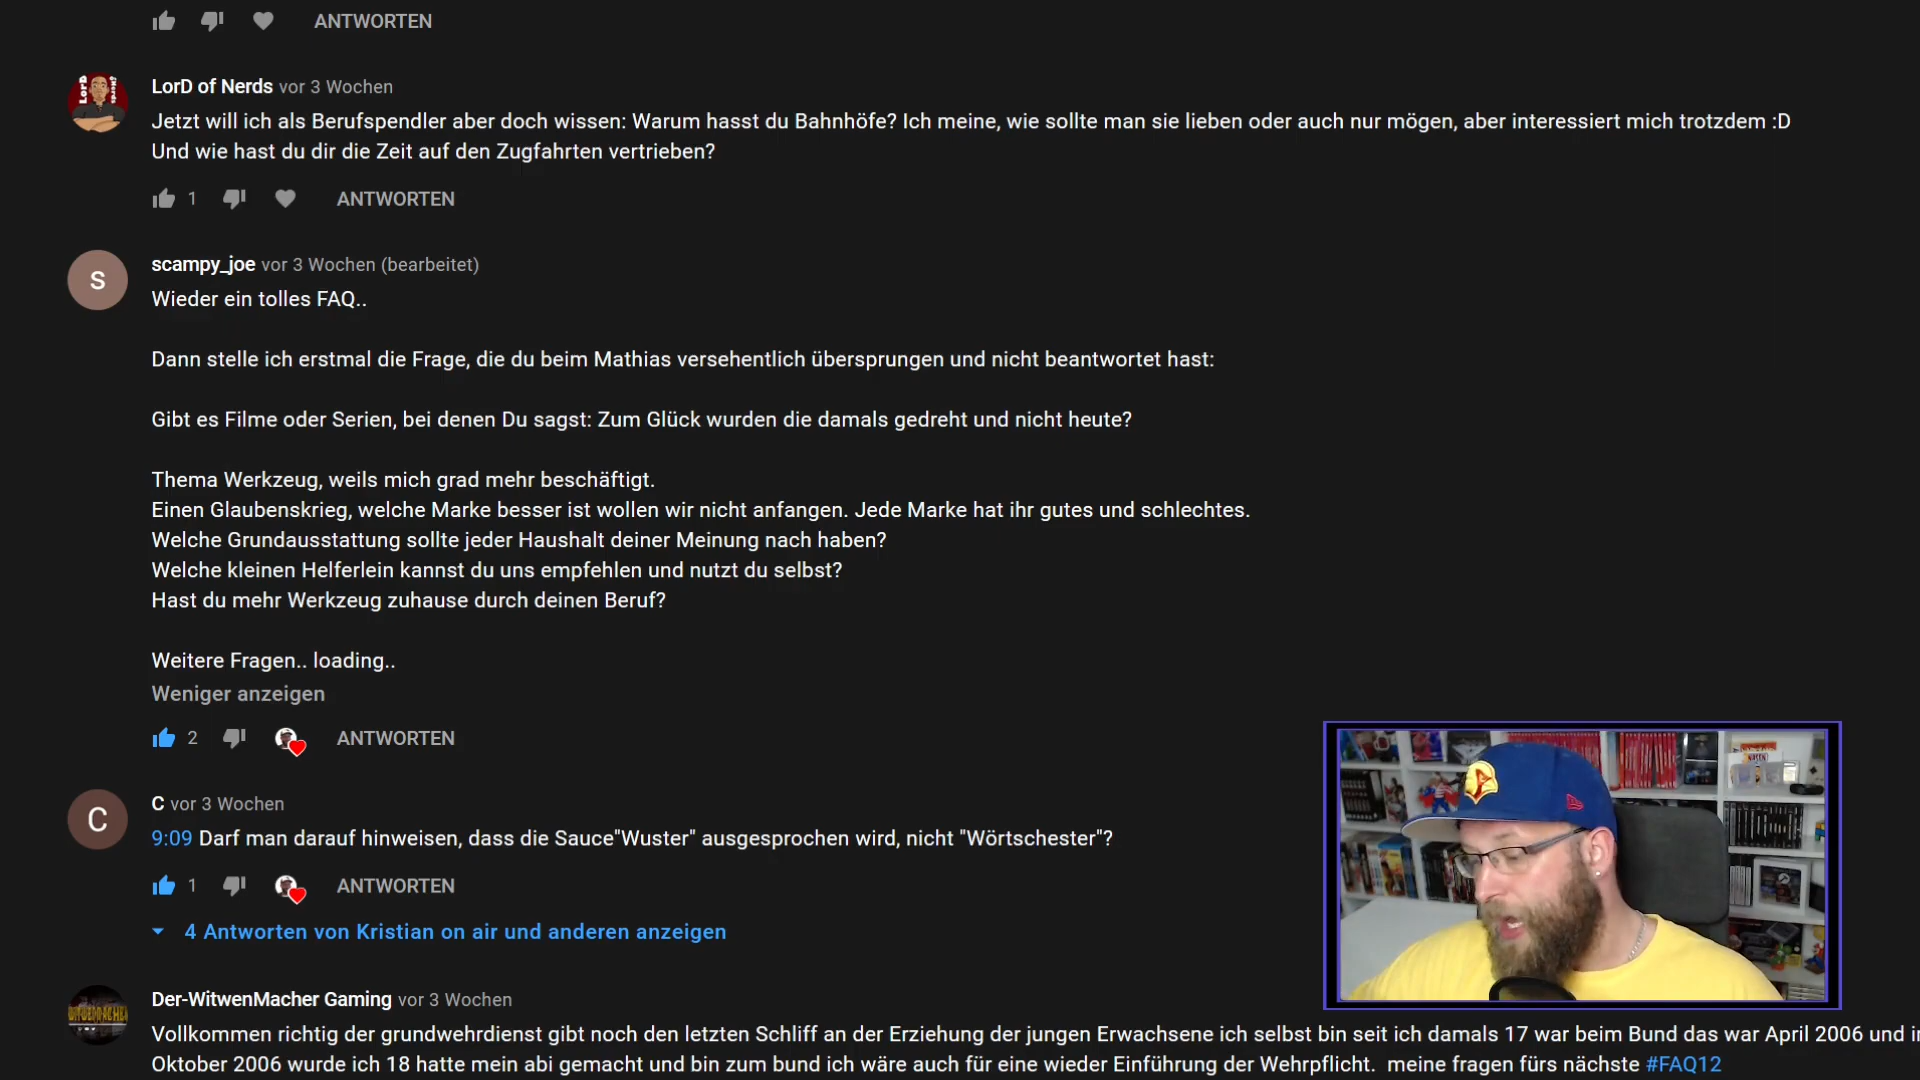 ANTWORTEN
LorD of Nerds vor 3 Wochen
Jetzt will ich als Berufspendler aber doch wissen: Warum hasst du Bahnhöfe? Ich meine, wie sollte man sie lieben oder auch nur mögen, aber interessiert mich trotzdem :D
Und wie hast du dir die Zeit auf den Zugfahrten vertrieben?
1 ANTWORTEN
S
scampy_joe vor 3 Wochen (bearbeitet)
Wieder ein tolles FAQ..
Dann stelle ich erstmal die Frage, die du beim Mathias versehentlich übersprungen und nicht beantwortet hast:
Gibt es Filme oder Serien, bei denen Du sagst: Zum Glück wurden die damals gedreht und nicht heute?
Thema Werkzeug, weils mich grad mehr beschäftigt.
Einen Glaubenskrieg, welche Marke besser ist wollen wir nicht anfangen. Jede Marke hat ihr gutes und schlechtes.
Welche Grundausstattung sollte jeder Haushalt deiner Meinung nach haben?
Welche kleinen Helferlein kannst du uns empfehlen und nutzt du selbst?
Hast du mehr Werkzeug zuhause durch deinen Beruf?
Weitere Fragen.. loading..
Weniger anzeigen
2 ANTWORTEN
C
C vor 3 Wochen
9:09 Darf man darauf hinweisen, dass die Sauce"Wuster" ausgesprochen wird, nicht "Wörtschester"?
1 ANTWORTEN
4 Antworten von Kristian on air und anderen anzeigen
Der-WitwenMacher Gaming vor 3 Wochen
Vollkommen richtig der grundwehrdienst gibt noch den letzten Schliff an der Erziehung der jungen Erwachsene ich selbst bin seit ich damals 17 war beim Bund das war April 2006 und
Oktober 2006 wurde ich 18 hatte mein abi gemacht und bin zum bund ich wäre auch für eine wieder Einführung der Wehrpflicht. meine fragen fürs nächste #FAQ12